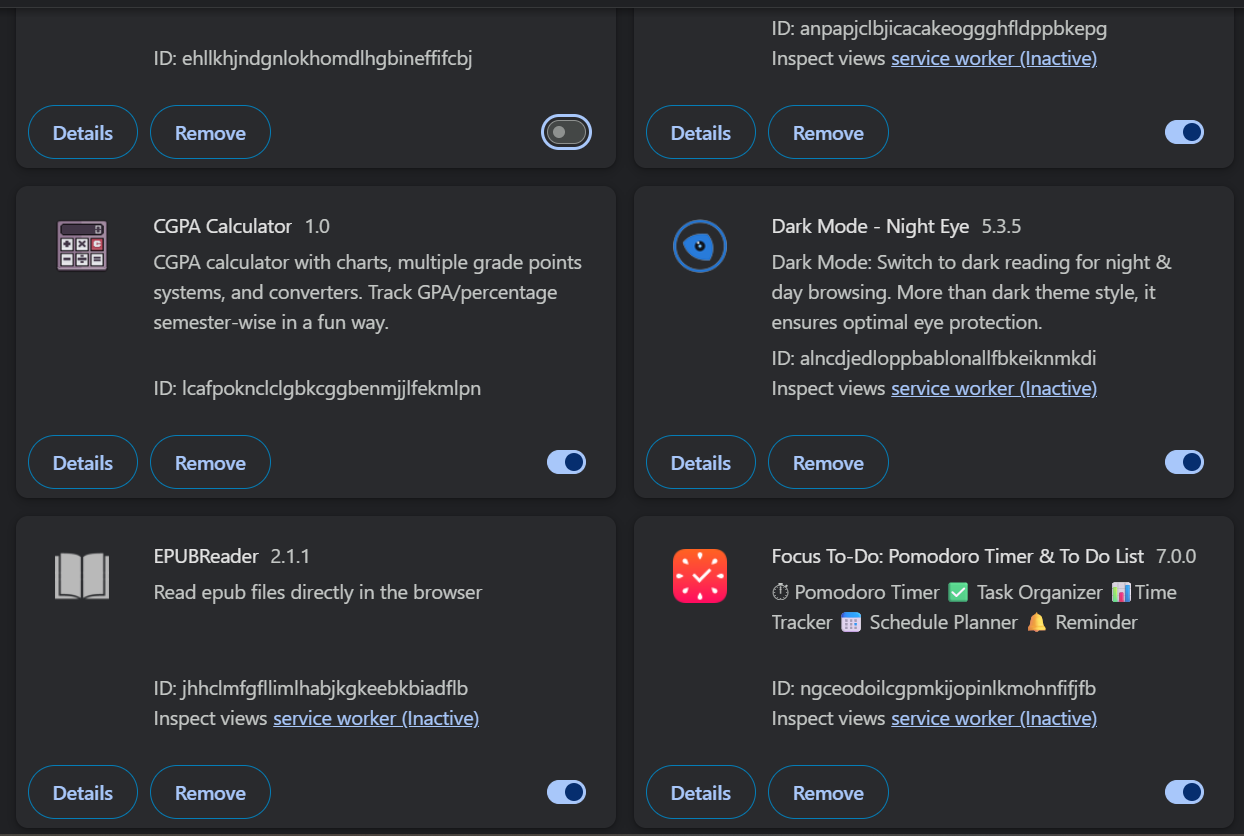 ID: ehllkhjndgnlokhomdlhgbineffifcbj
Details
Remove
ID: anpapjclbjicacakeoggghfldppbkepg
Inspect views service worker (Inactive)
Details
Remove
CGPA Calculator 1.0
CGPA calculator with charts, multiple grade points
systems, and converters. Track GPA/percentage
semester-wise in a fun way.
ID: lcafpoknclclgbkcggbenmjjlfekmlpn
Details
Remove
Dark Mode - Night Eye 5.3.5
Dark Mode: Switch to dark reading for night &
day browsing. More than dark theme style, it
ensures optimal eye protection.
ID: alncdjedloppbablonallfbkeiknmkdi
Inspect views service worker (Inactive)
Details
Remove
EPUBReader 2.1.1
Read epub files directly in the browser
ID: jhhclmfgfllimlhabjkgkeebkbiadflb
Inspect views service worker (Inactive)
Details
Remove
Focus To-Do: Pomodoro Timer & To Do List 7.0.0
⏱ Pomodoro Timer ✅ Task Organizer 📊Time
Tracker 📅 Schedule Planner 🔔 Reminder
ID: ngceodoilcgpmkijopinlkmohnfifjfb
Inspect views service worker (Inactive)
Details
Remove